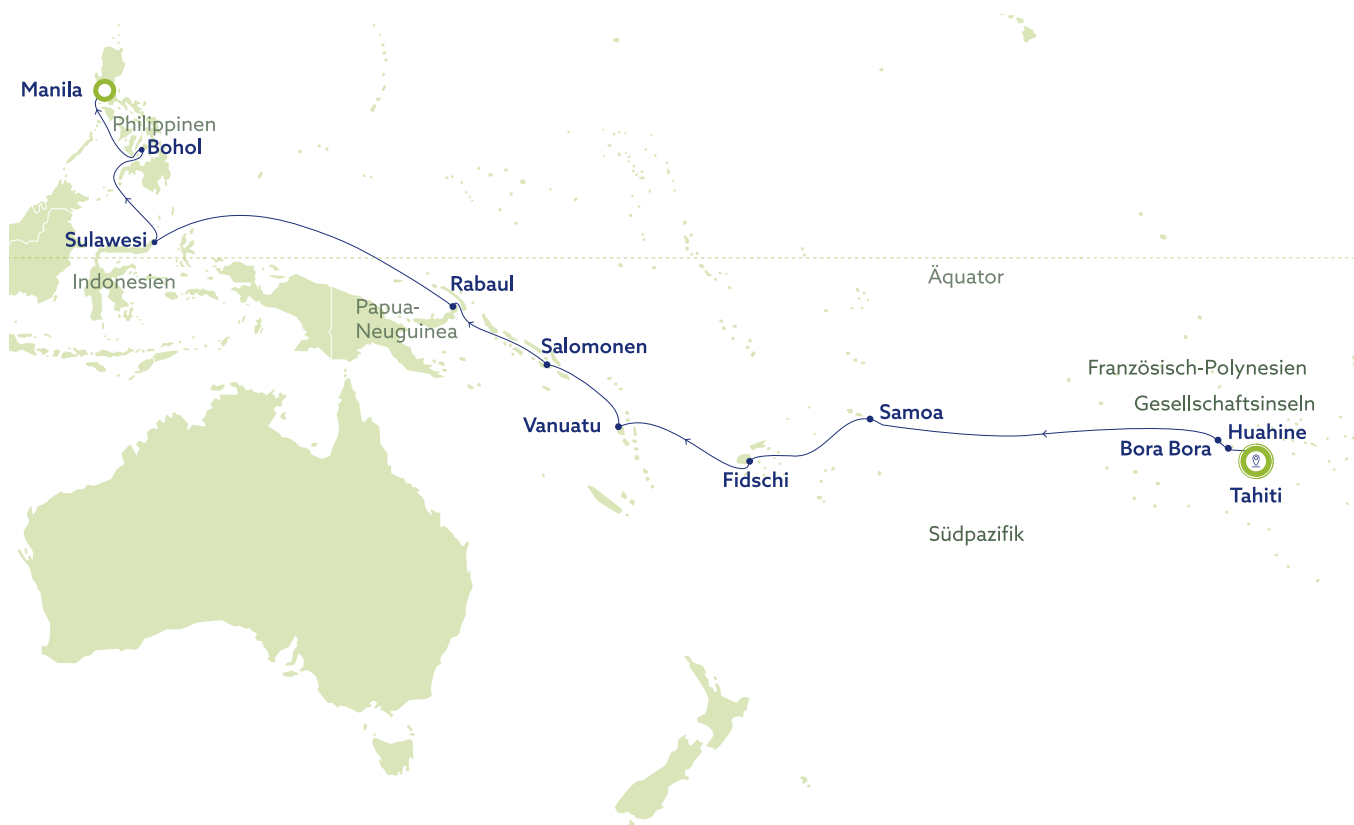 Manila
Philippinen
Bohol
Sulawesi
Indonesien
Äquator
Rabaul
Papua-
Neuguinea
Salomonen
Französisch-Polynesien
Gesellschaftsinseln
Samoa
Vanuatu
Huahine
Bora Bora
Fidschi
Tahiti
Südpazifik